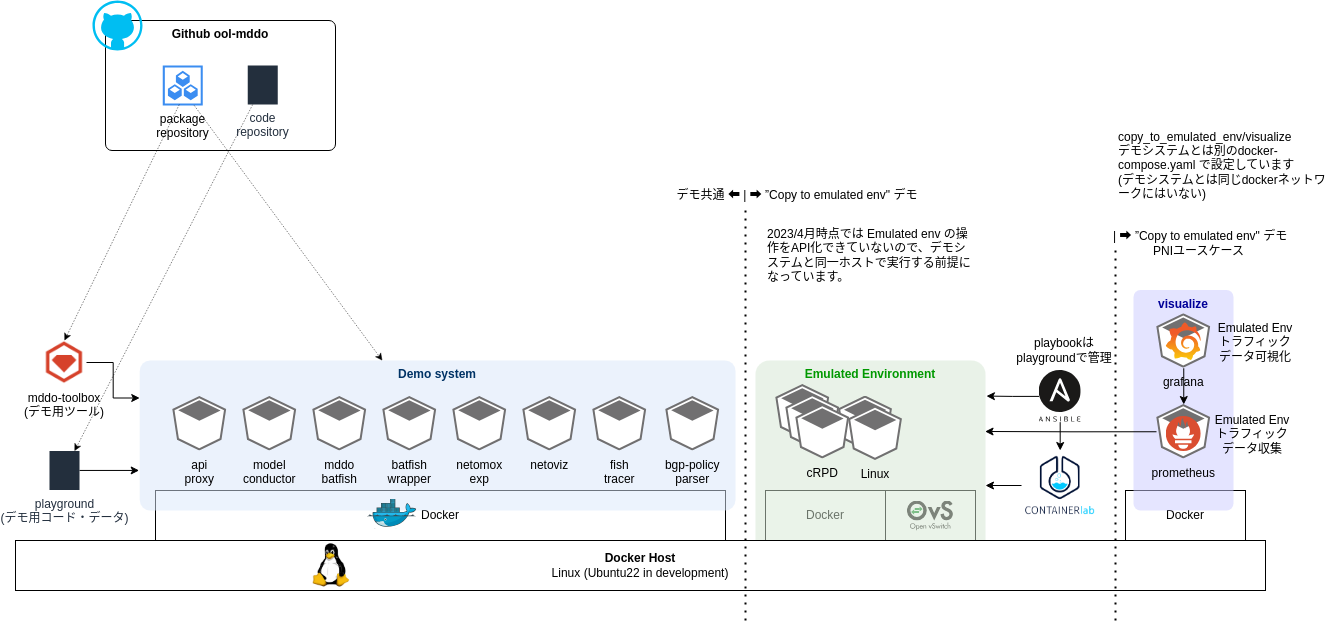 Github ool-mddo
package
repository
code
repository
copy_to_emulated_env/visualize
デモシステムとは別のdocker-
compose.yaml で設定しています
(デモシステムとは同じdockerネットワ
ークにはいない)
デモ共通 ⬅ | ➡ ”Copy to emulated env" デモ
2023/4月時点では Emulated env の操
作をAPI化できていないので、デモシ
ステムと同一ホストで実行する前提に
なっています。
| ➡ ”Copy to emulated env" デモ
PNIユースケース
visualize
Emulated Env
トラフィック
データ可視化
grafana
Emulated Env
トラフィック
データ収集
prometheus
playbookは
playgroundで管理
ANSIBLE
CONTAINERlab
mddo-toolbox
(デモ用ツール)
playground
(デモ用コード・データ)
Demo system
api
proxy
model
conductor
mddo
batfish
batfish
wrapper
netomox
exp
netoviz
fish
tracer
bgp-policy
parser
Docker
Emulated Environment
cRPD
Linux
Docker
OvS
Open vSwitch
Docker
Docker Host
Linux (Ubuntu22 in development)